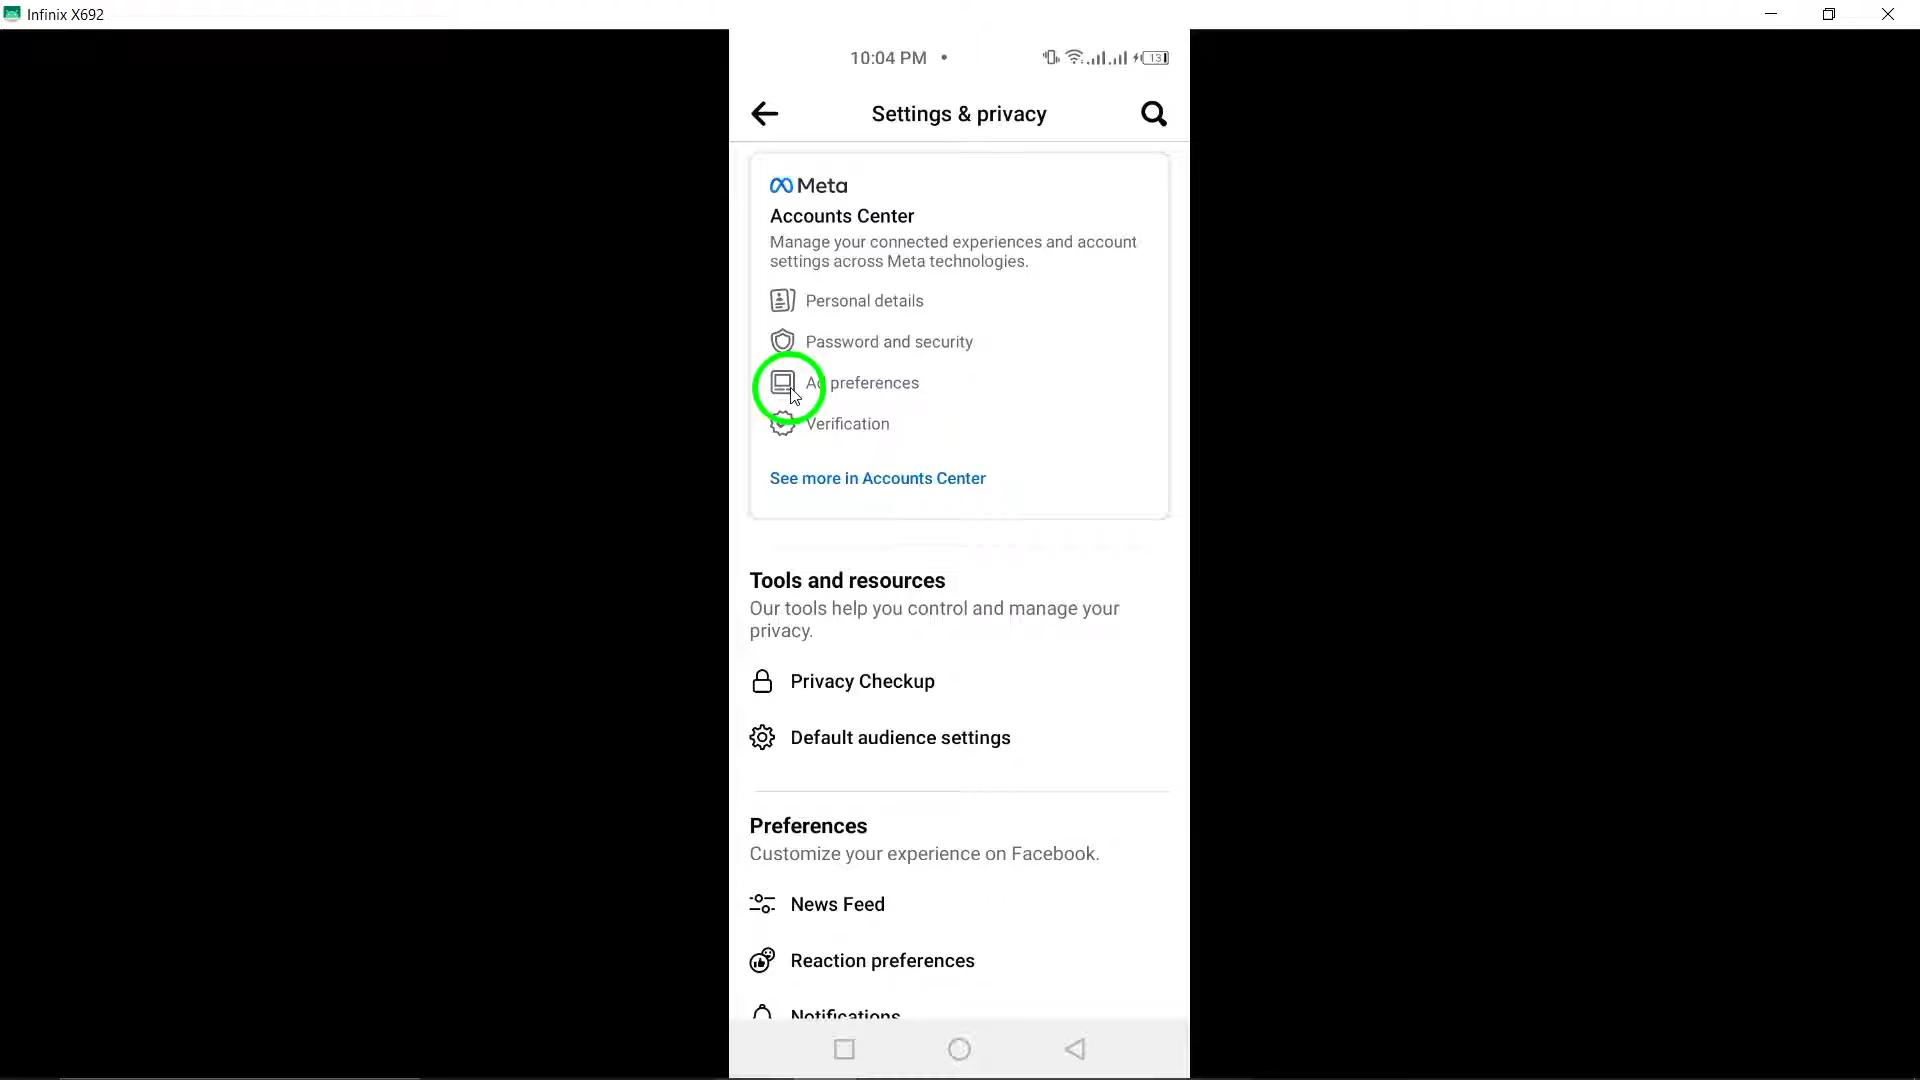 Infinix X692
10:04 PM •
13
Settings & privacy
Meta
Accounts Center
Manage your connected experiences and account
settings across Meta technologies.
Personal details
Password and security
Ad preferences
Verification
See more in Accounts Center
Tools and resources
Our tools help you control and manage your
privacy.
Privacy Checkup
Default audience settings
Preferences
Customize your experience on Facebook.
News Feed
Reaction preferences
Notifications